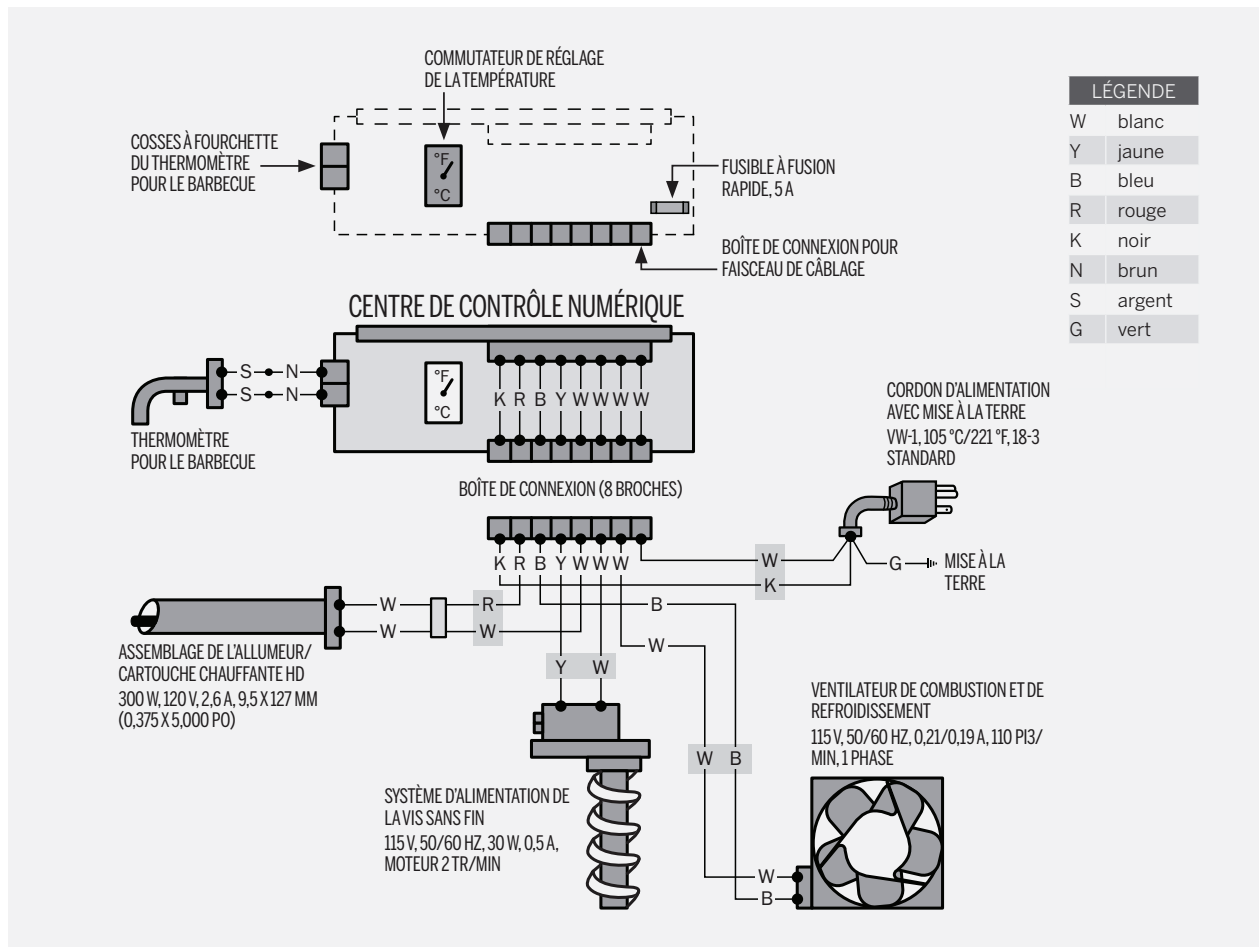 COMMUTATEUR DE RÉGLAGE
DE LA TEMPÉRATURE
COSSES À FOURCHETTE
DU THERMOMÈTRE
POUR LE BARBECUE
°F
°C
FUSIBLE À FUSION
RAPIDE, 5 A
BOÎTE DE CONNEXION POUR
FAISCEAU DE CÂBLAGE
LÉGENDE
W blanc
Y jaune
B bleu
R rouge
K noir
N brun
S argent
G vert
CENTRE DE CONTRÔLE NUMÉRIQUE
S N
S N
°F
°C
K R B Y W W W W
THERMOMÈTRE
POUR LE BARBECUE
CORDON D'ALIMENTATION
AVEC MISE À LA TERRE
VW-1, 105 °C/221 °F, 18-3
STANDARD
BOÎTE DE CONNEXION (8 BROCHES)
K R B Y W W W
W
K
G
MISE À LA
TERRE
W R
W W
B
W
Y W
ASSEMBLAGE DE L'ALLUMEUR/
CARTOUCHE CHAUFFANTE HD
300 W, 120 V, 2,6 A, 9,5 X 127 MM
(0,375 X 5,000 PO)
W B
VENTILATEUR DE COMBUSTION ET DE
REFROIDISSEMENT
115 V, 50/60 HZ, 0,21/0,19 A, 110 PI3/
MIN, 1 PHASE
SYSTÈME D'ALIMENTATION DE
LA VIS SANS FIN
115 V, 50/60 HZ, 30 W, 0,5 A,
MOTEUR 2 TR/MIN
W
B